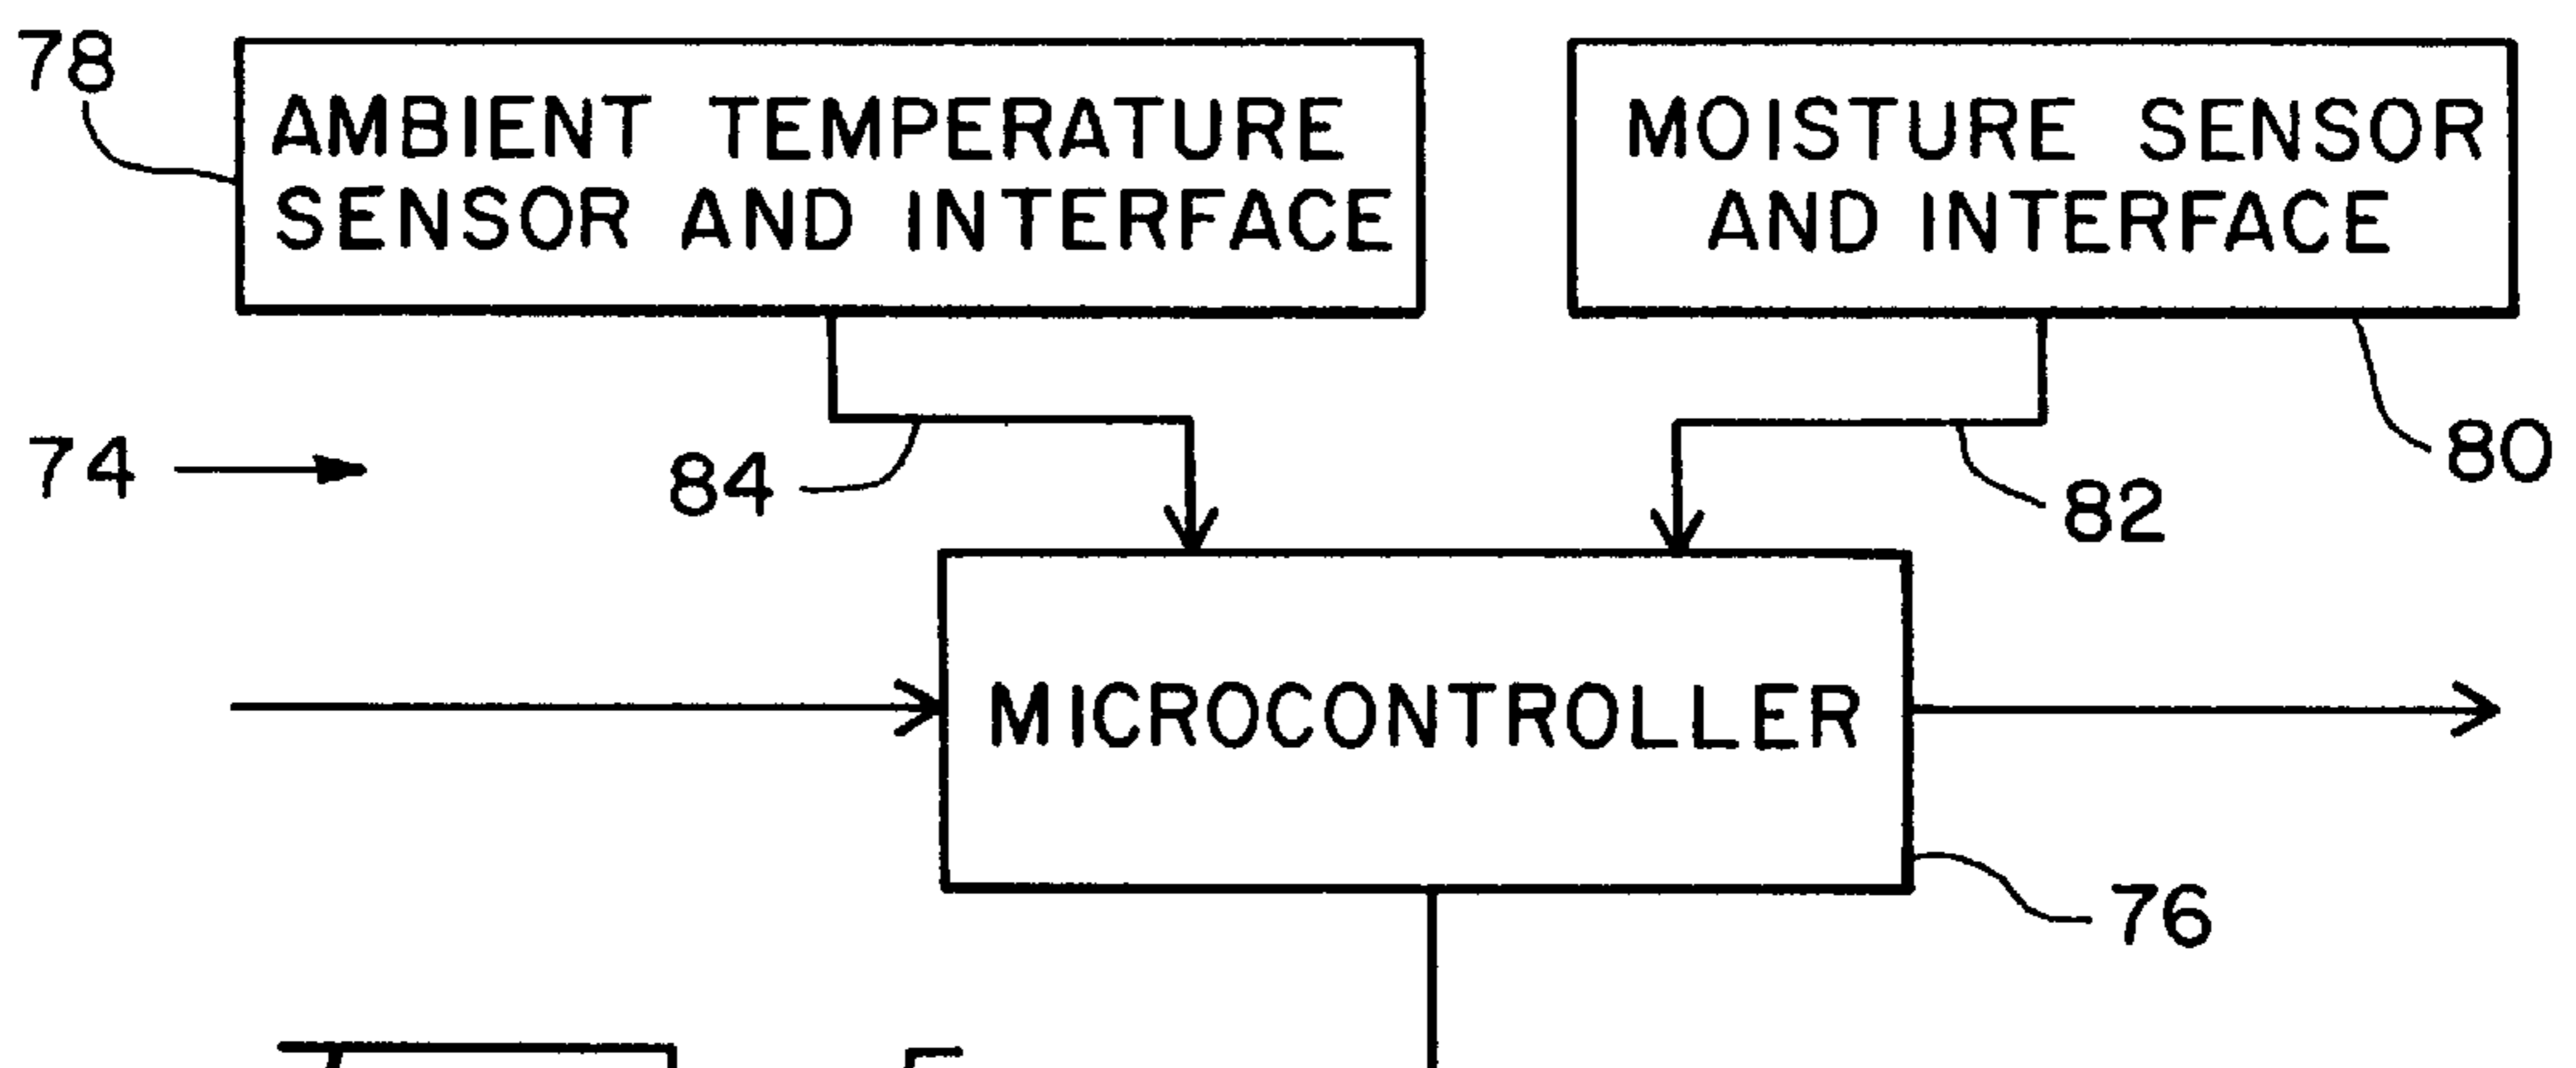 78
AMBIENT TEMPERATURE
SENSOR AND INTERFACE
MOISTURE SENSOR
AND INTERFACE
74
84
82
80
MICROCONTROLLER
76